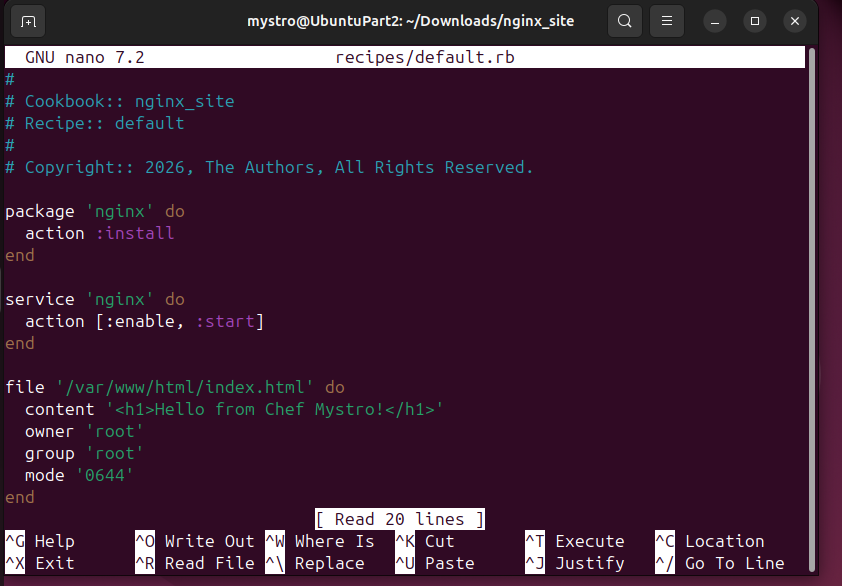 mystro@UbuntuPart2: ~/Downloads/nginx_site
GNU nano 7.2 recipes/default.rb
#
# Cookbook:: nginx_site
# Recipe:: default
#
# Copyright:: 2026, The Authors, All Rights Reserved.
package 'nginx' do
  action :install
end
service 'nginx' do
  action [:enable, :start]
end
file '/var/www/html/index.html' do
  content '<h1>Hello from Chef Mystro!</h1>'
  owner 'root'
  group 'root'
  mode '0644'
end
[ Read 20 lines ]
^G Help ^O Write Out ^W Where Is ^K Cut ^T Execute ^C Location
^X Exit ^R Read File ^\ Replace ^U Paste ^J Justify ^/ Go To Line